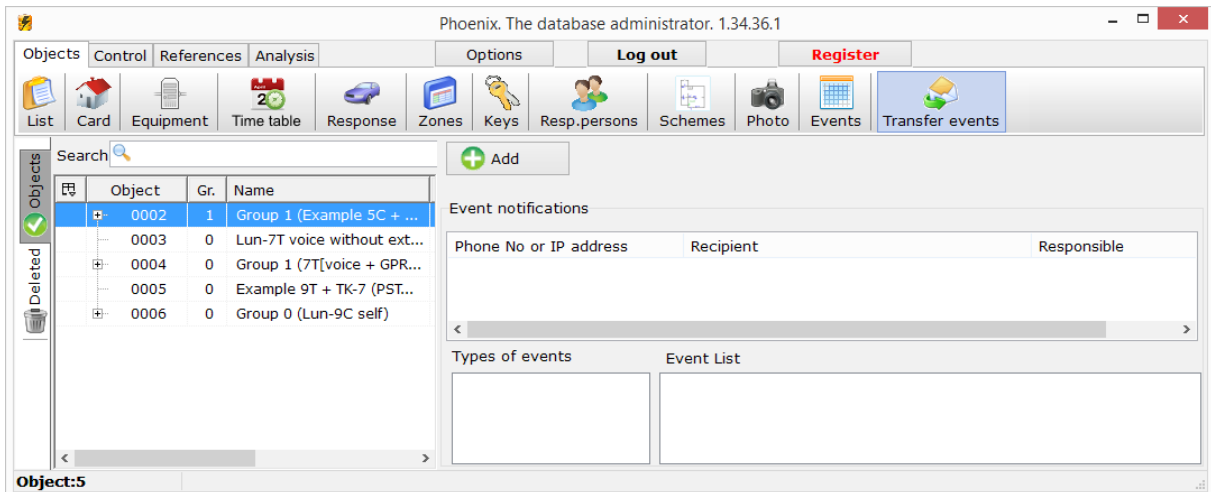 Phoenix. The database administrator. 1.34.36.1
Objects Control References Analysis Options Log out Register
April
2
List Card Equipment Time table Response Zones Keys Resp.persons Schemes Photo Events Transfer events
Objects
Deleted
Search
Add
Object Gr. Name
0002 1 Group 1 (Example 5C + ...
0003 0 Lun-7T voice without ext...
0004 0 Group 1 (7T[voice + GPR...
0005 0 Example 9T + TK-7 (PST...
0006 0 Group 0 (Lun-9C self)
Event notifications
Phone No or IP address Recipient Responsible
Types of events Event List
Object:5